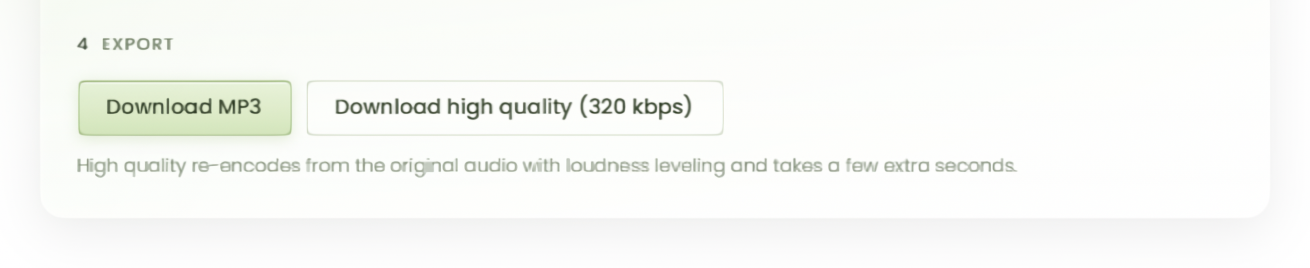 4 EXPORT
Download MP3 Download high quality (320 kbps)
High quality re-encodes from the original audio with loudness leveling and takes a few extra seconds.